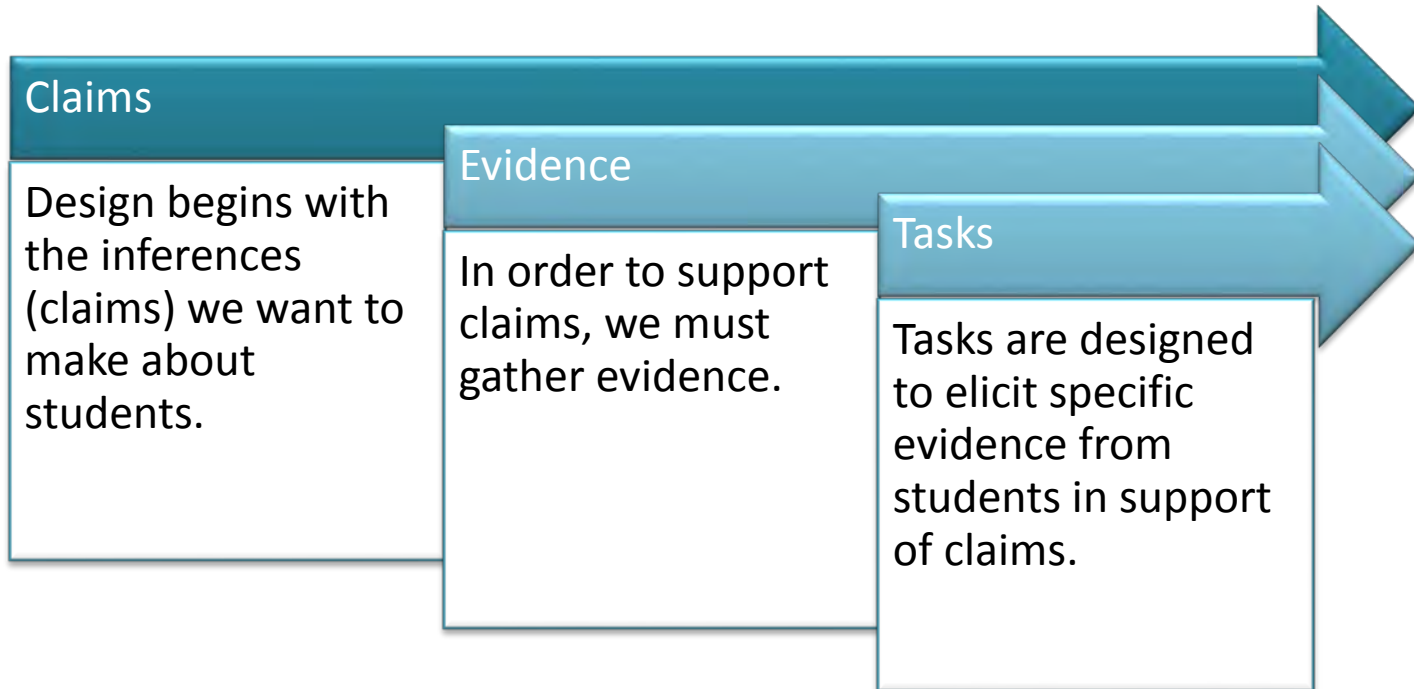 Claims
Design begins with
the inferences
(claims) we want to
make about
students.
Evidence
In order to support
claims, we must
gather evidence.
Tasks
Tasks are designed
to elicit specific
evidence from
students in support
of claims.